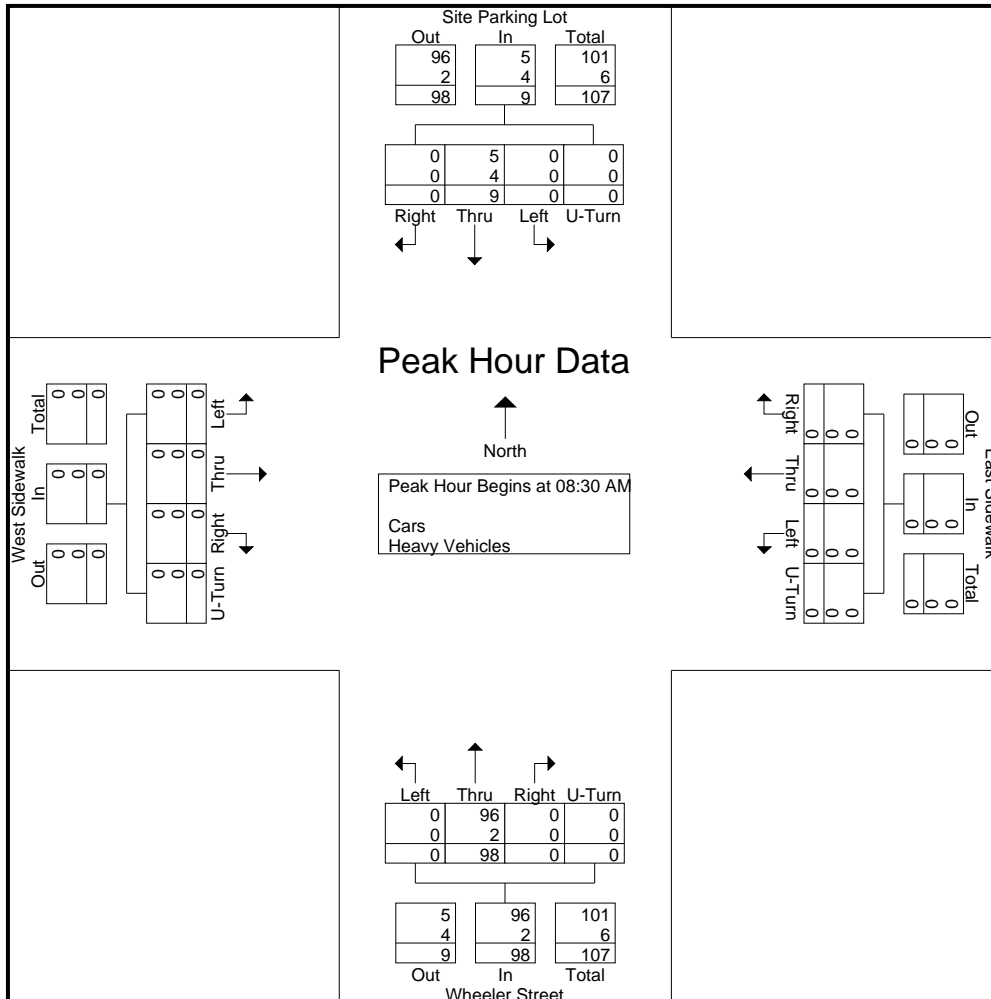 Site Parking Lot
Out In Total
96 5 101
2 4 6
98 9 107
0 5 0 0
0 4 0 0
0 9 0 0
Right Thru Left U-Turn
Peak Hour Data
North
Peak Hour Begins at 08:30 AM
Cars
Heavy Vehicles
West Sidewalk
Out In Total
0 0 0
0 0 0
0 0 0
0 0 0 0
0 0 0 0
0 0 0 0
U-Turn Right Thru Left
East Sidewalk
Out In Total
0 0 0
0 0 0
0 0 0
0 0 0 0
0 0 0 0
0 0 0 0
Right Thru Left U-Turn
Left Thru Right U-Turn
0 96 0 0
0 2 0 0
0 98 0 0
5 96 101
4 2 6
9 98 107
Out In Total
Wheeler Street